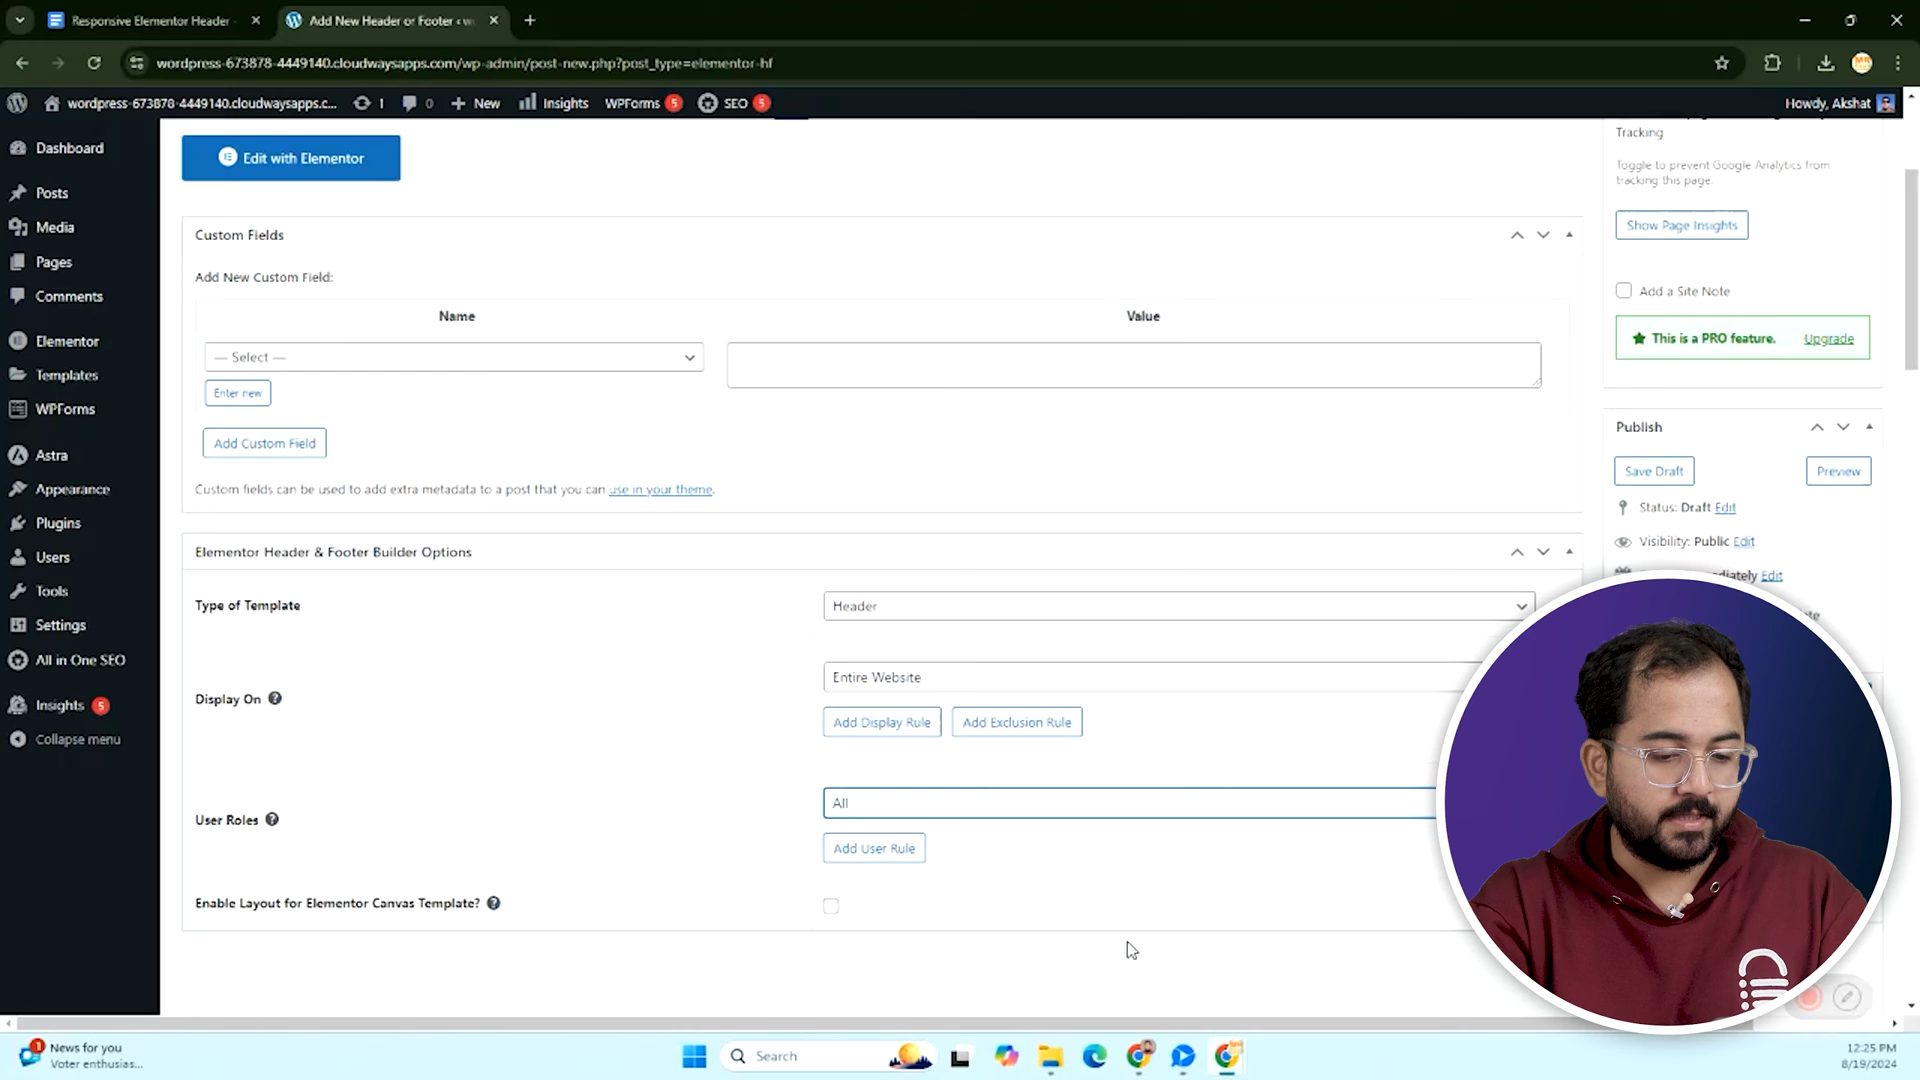 Responsive Elementor Header
Add New Header or Footer ‹ w
wordpress-673878-4449140.cloudwaysapps.com/wp-admin/post-new.php?post_type=elementor-hf
wordpress-673878-4449140.cloudwaysapps.c...
1
0
New
Insights
WPForms 5
SEO 5
Howdy, Akshat
Dashboard
Posts
Media
Pages
Comments
Elementor
Templates
WPForms
Astra
Appearance
Plugins
Users
Tools
Settings
All in One SEO
Insights 5
Collapse menu
Edit with Elementor
Custom Fields
Add New Custom Field:
Name
Value
— Select —
Enter new
Add Custom Field
Custom fields can be used to add extra metadata to a post that you can use in your theme.
Elementor Header & Footer Builder Options
Type of Template
Header
Display On
Entire Website
Add Display Rule
Add Exclusion Rule
User Roles
All
Add User Rule
Enable Layout for Elementor Canvas Template?
Tracking
Toggle to prevent Google Analytics from
tracking this page.
Show Page Insights
Add a Site Note
This is a PRO feature.
Upgrade
Publish
Save Draft
Preview
Status: Draft Edit
Visibility: Public Edit
diately Edit
1
News for you
Voter enthusias...
Search
12:25 PM
8/19/2024